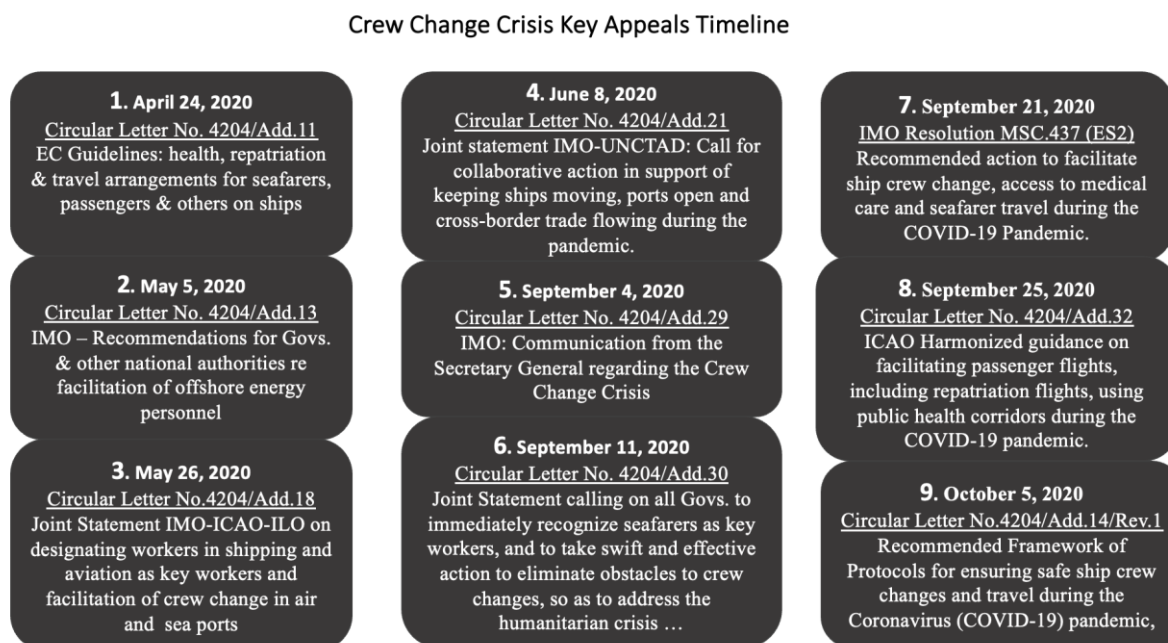 Crew Change Crisis Key Appeals Timeline
1. April 24, 2020
Circular Letter No. 4204/Add.11
EC Guidelines: health, repatriation
& travel arrangements for seafarers,
passengers & others on ships
2. May 5, 2020
Circular Letter No. 4204/Add.13
IMO – Recommendations for Govs.
& other national authorities re
facilitation of offshore energy
personnel
3. May 26, 2020
Circular Letter No.4204/Add.18
Joint Statement IMO-ICAO-ILO on
designating workers in shipping and
aviation as key workers and
facilitation of crew change in air
and sea ports
4. June 8, 2020
Circular Letter No. 4204/Add.21
Joint statement IMO-UNCTAD: Call for
collaborative action in support of
keeping ships moving, ports open and
cross-border trade flowing during the
pandemic.
5. September 4, 2020
Circular Letter No. 4204/Add.29
IMO: Communication from the
Secretary General regarding the Crew
Change Crisis
6. September 11, 2020
Circular Letter No. 4204/Add.30
Joint Statement calling on all Govs. to
immediately recognize seafarers as key
workers, and to take swift and effective
action to eliminate obstacles to crew
changes, so as to address the
humanitarian crisis …
7. September 21, 2020
IMO Resolution MSC.437 (ES2)
Recommended action to facilitate
ship crew change, access to medical
care and seafarer travel during the
COVID-19 Pandemic.
8. September 25, 2020
Circular Letter No. 4204/Add.32
ICAO Harmonized guidance on
facilitating passenger flights,
including repatriation flights, using
public health corridors during the
COVID-19 pandemic.
9. October 5, 2020
Circular Letter No.4204/Add.14/Rev.1
Recommended Framework of
Protocols for ensuring safe ship crew
changes and travel during the
Coronavirus (COVID-19) pandemic,